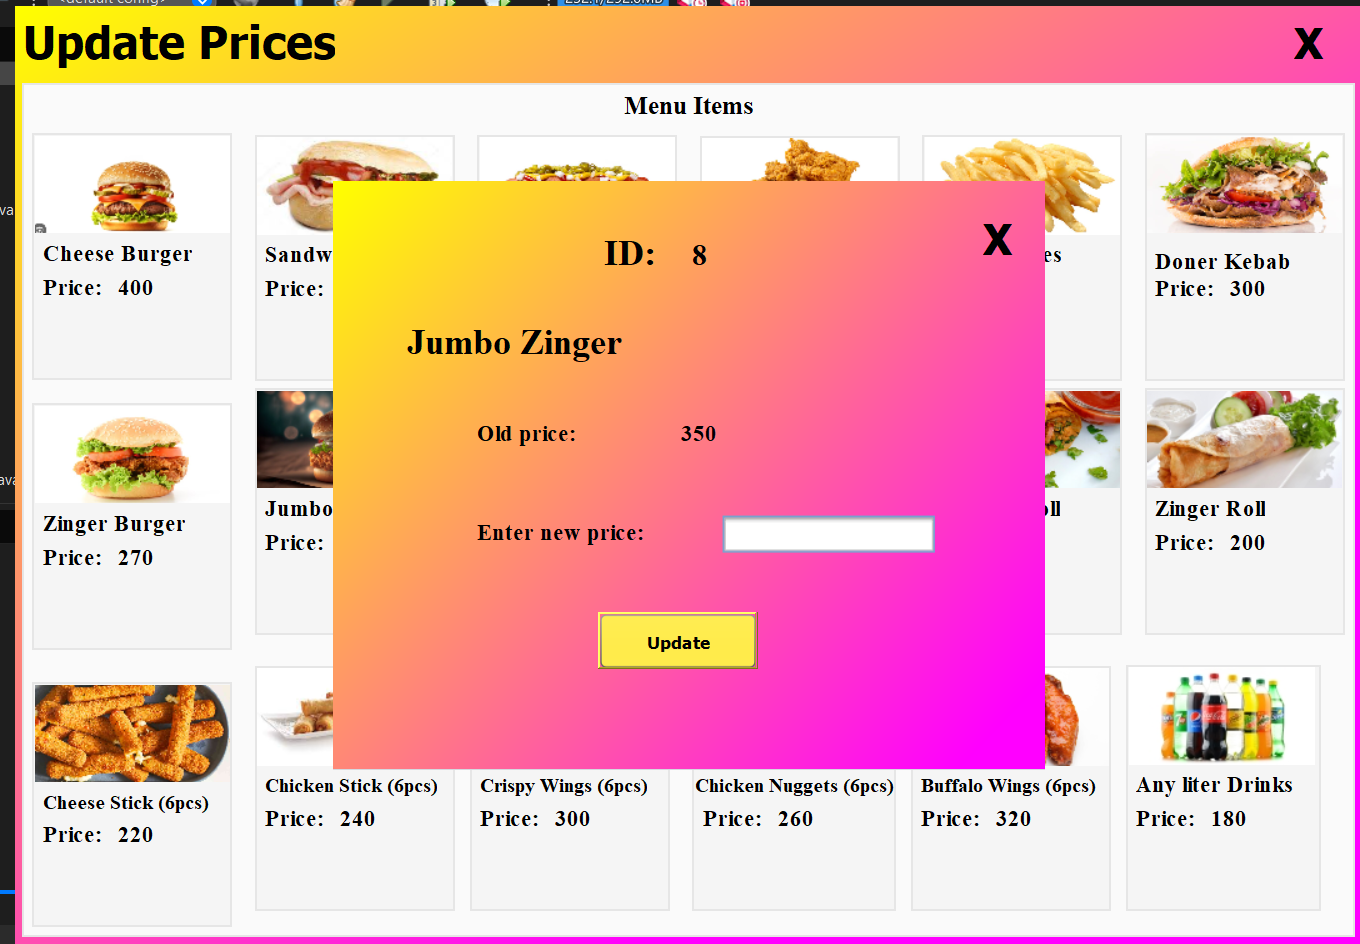 Update Prices
X
Menu Items
Cheese Burger
Price: 400
Price:
Doner Kebab
Price: 300
ID: 8
X
Jumbo Zinger
Old price: 350
Enter new price:
Update
Zinger Burger
Price: 270
Jumbo
Price:
Zinger Roll
Price: 200
Cheese Stick (6pcs)
Price: 220
Chicken Stick (6pcs)
Price: 240
Crispy Wings (6pcs)
Price: 300
Chicken Nuggets (6pcs)
Price: 260
Buffalo Wings (6pcs)
Price: 320
Any liter Drinks
Price: 180